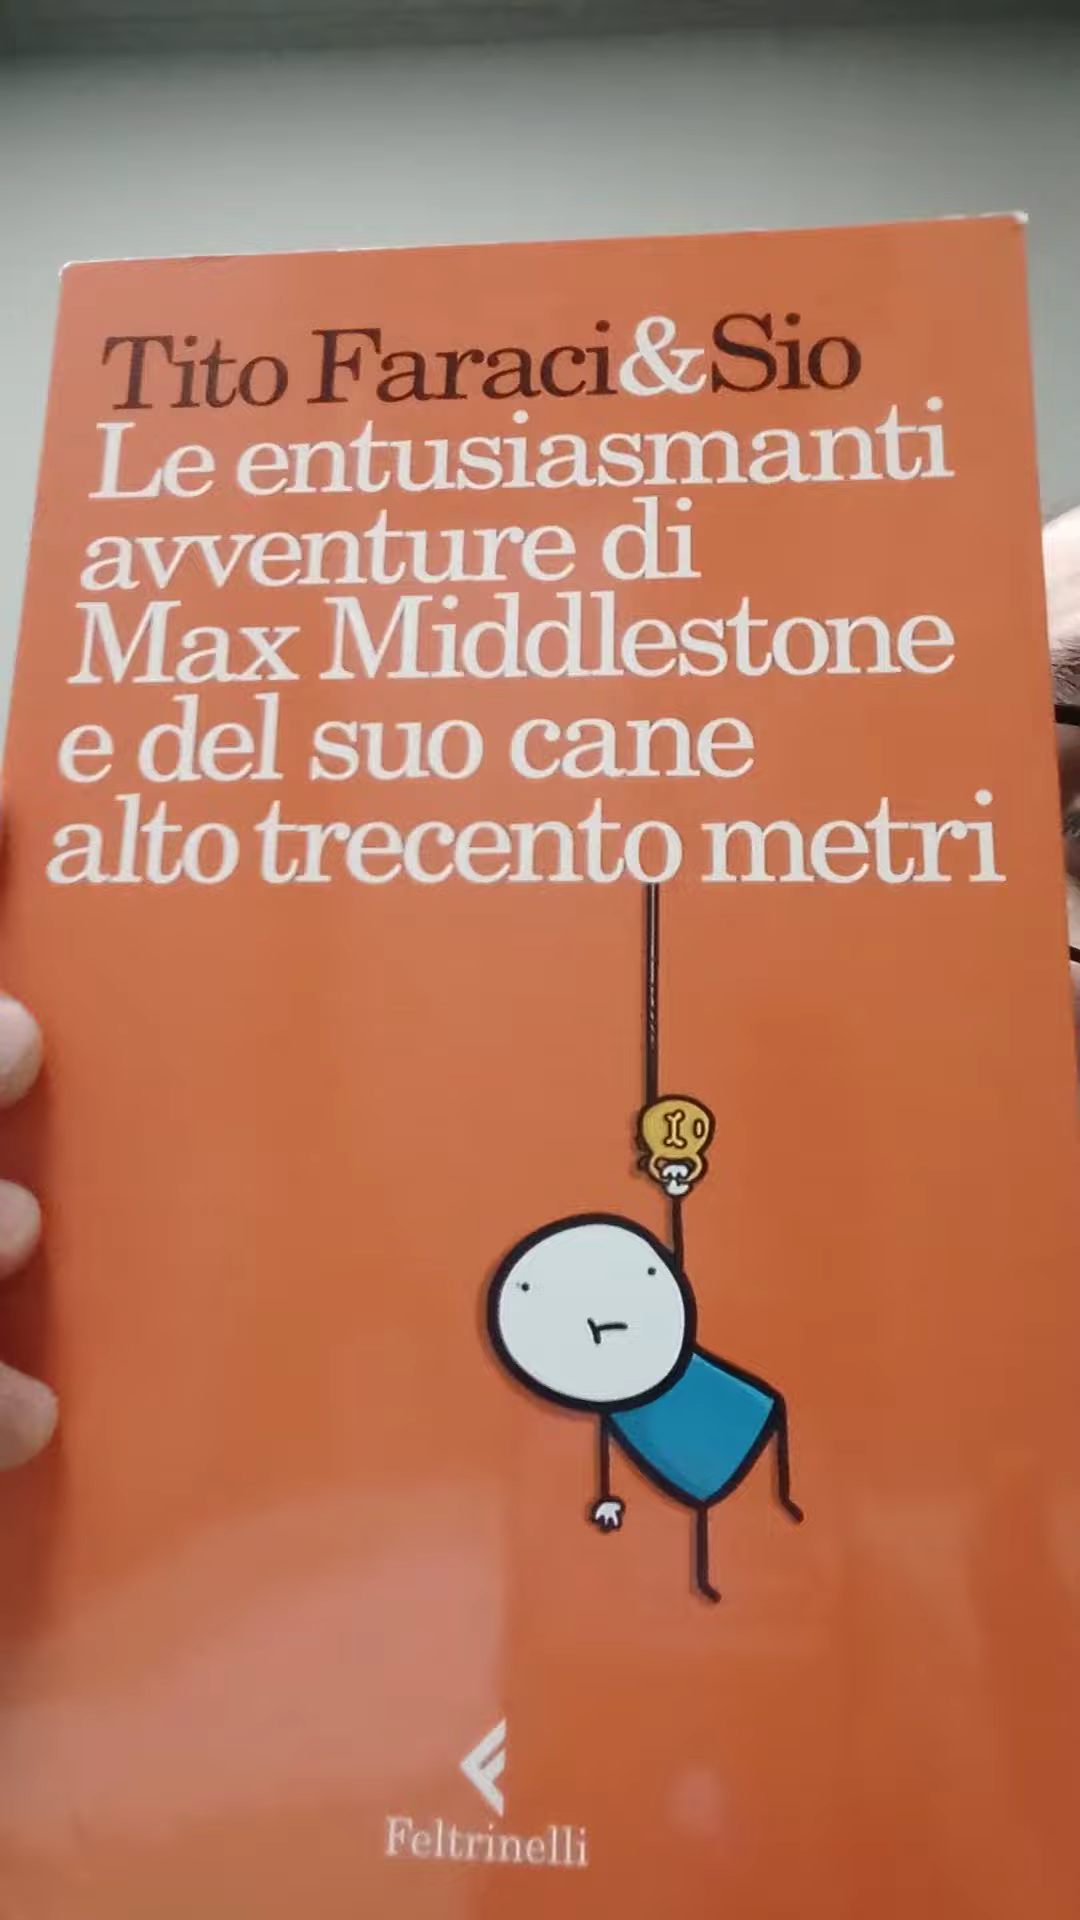 Tito Faraci&Sio
Le entusiasmanti
avventure di
Max Middlestone
e del suo cane
alto trecento metri
Feltrinelli